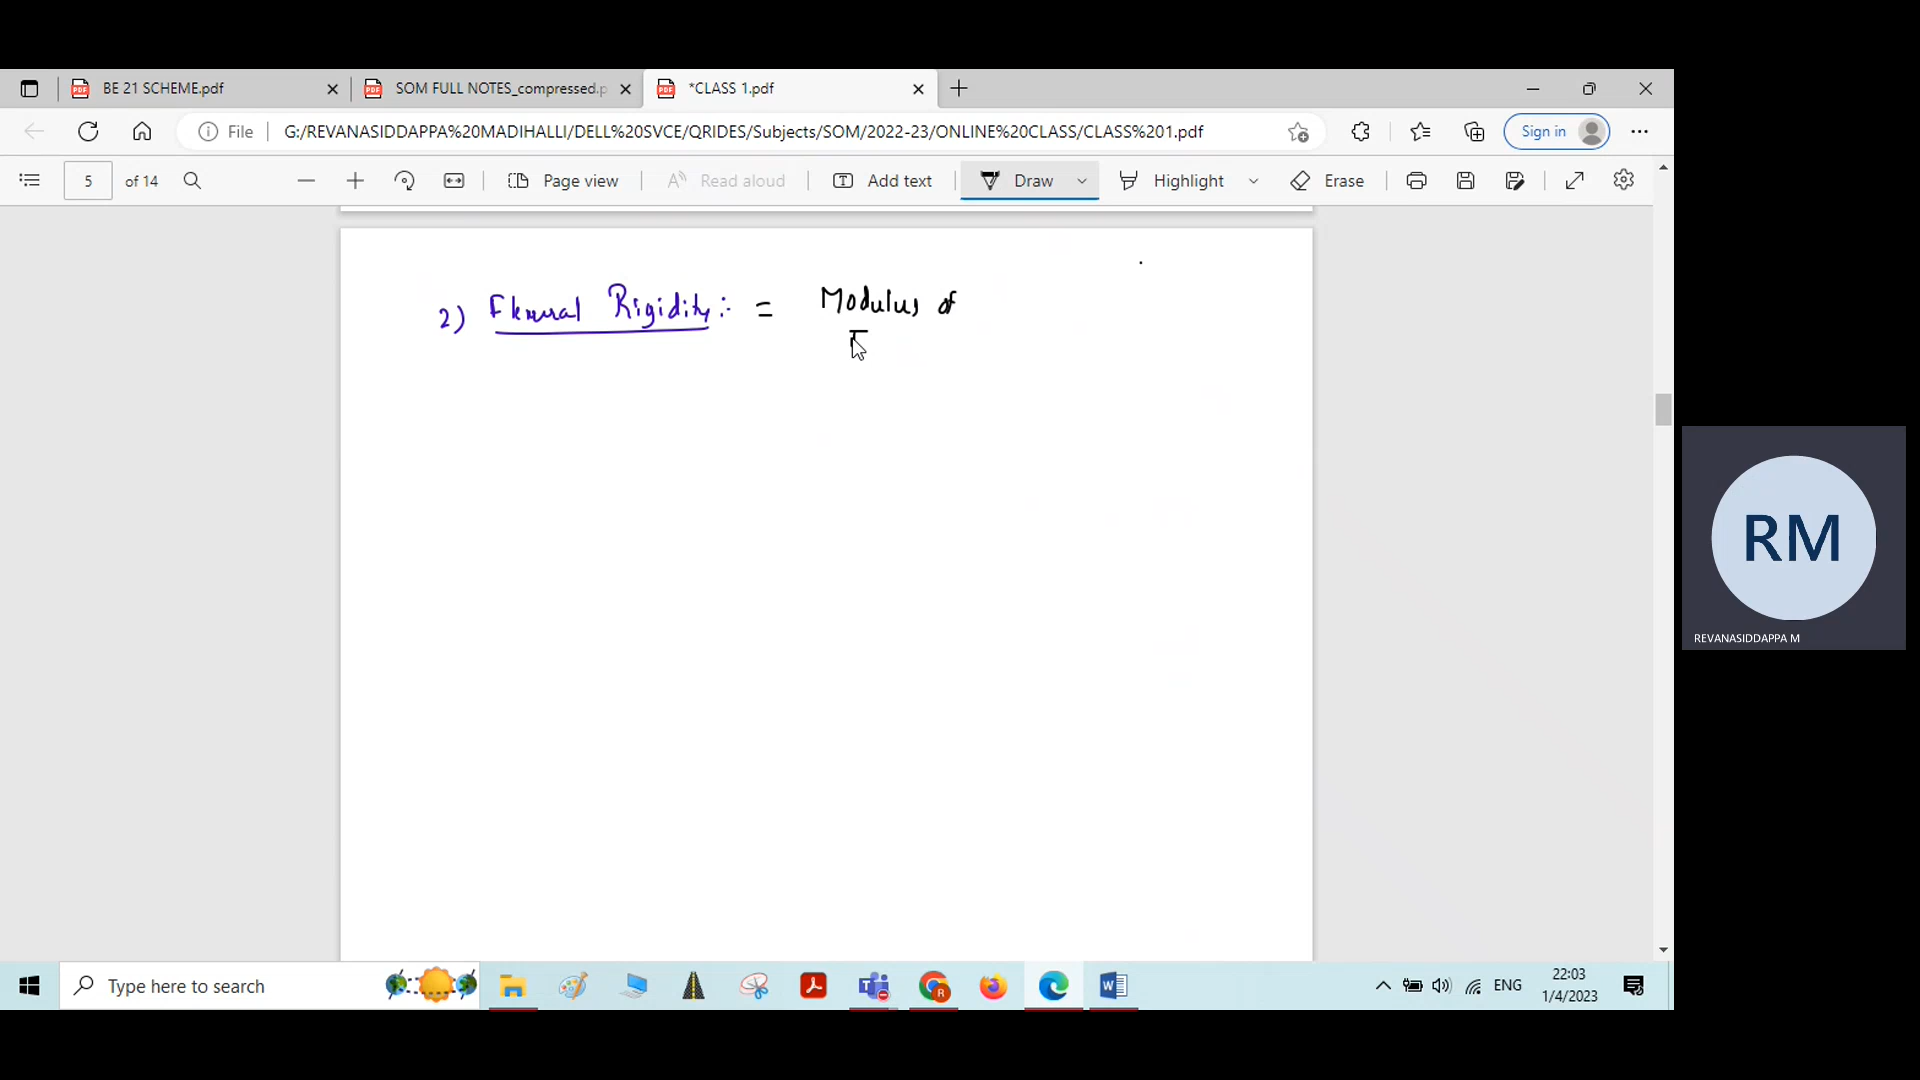 BE 21 SCHEME.pdf
SOM FULL NOTES_compressed.p
*CLASS 1.pdf
File
G:/REVANASIDDAPPA%20MADIHALLI/DELL%20SVCE/QRIDES/Subjects/SOM/2022-23/ONLINE%20CLASS/CLASS%201.pdf
Sign in
5 of 14
Page view
Read aloud
Add text
Draw
Highlight
Erase
2) Flexural Rigidity :- = Modulus of
RM
REVANASIDDAPPA M
Type here to search
ENG
22:03
1/4/2023